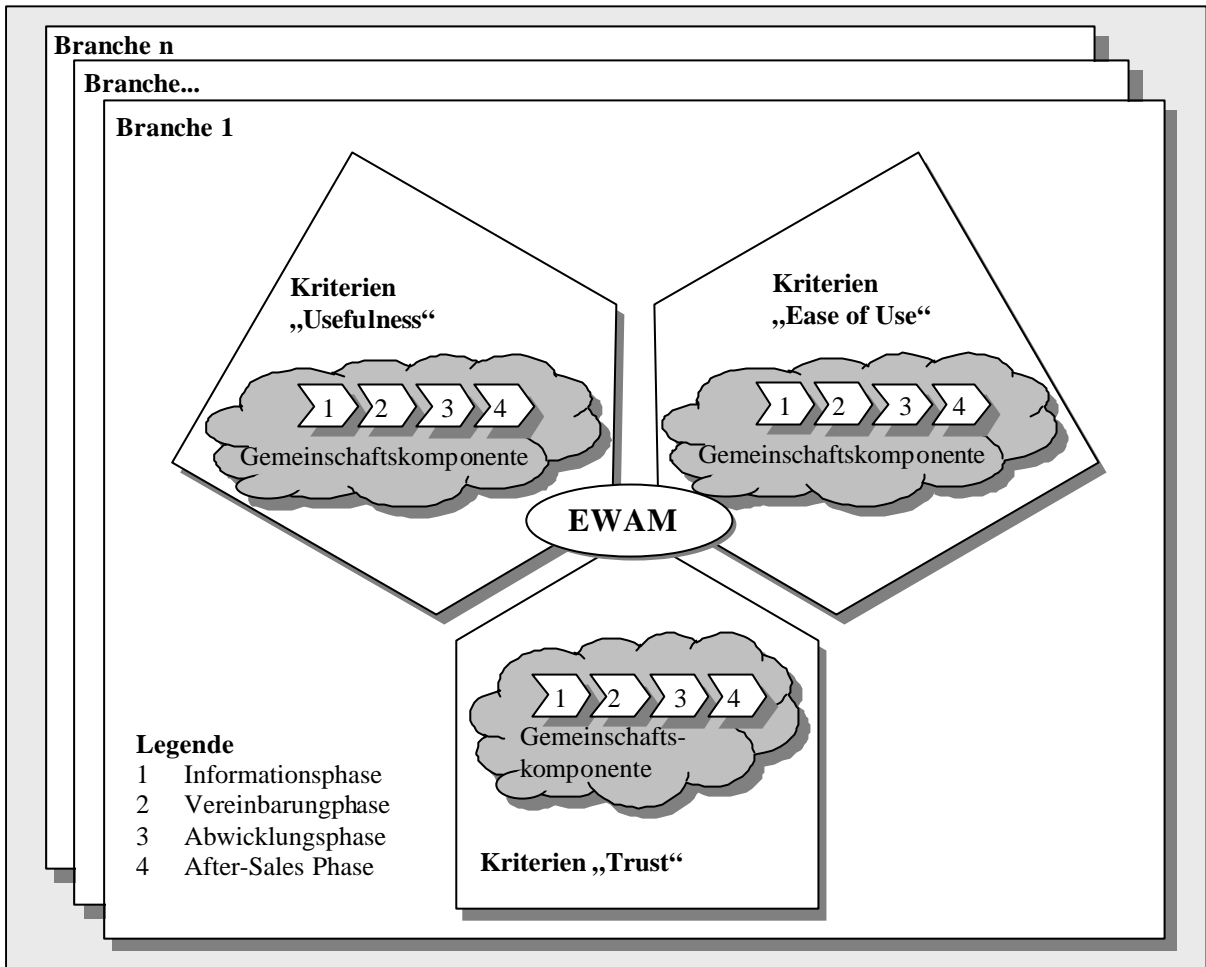 Branche n
Branche...
Branche 1
Kriterien
„Usefulness“
1 2 3 4
Gemeinschaftskomponente
Kriterien
„Ease of Use“
1 2 3 4
Gemeinschaftskomponente
EWAM
1 2 3 4
Gemeinschafts-
komponente
Kriterien „Trust“
Legende
1 Informationsphase
2 Vereinbarungphase
3 Abwicklungsphase
4 After-Sales Phase